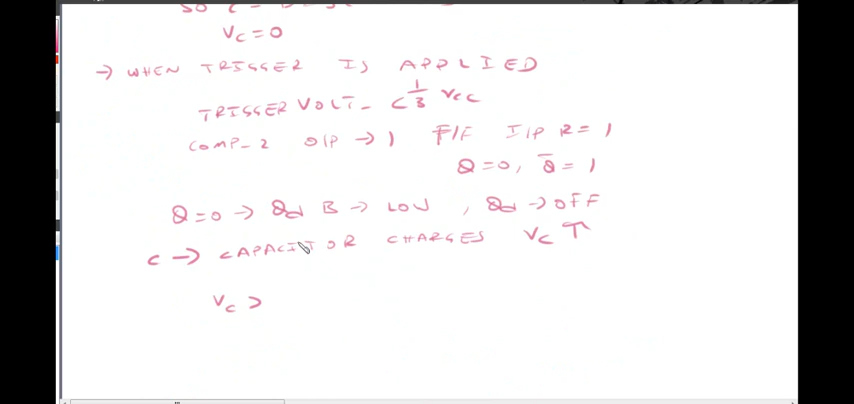 Vc = 0
→ WHEN TRIGGER IS APPLIED
TRIGGER VOLT- < 1/3 Vcc
COMP-2 O/P → 1 F/F I/P R = 1
Q = 0, Q̅ = 1
Q = 0 → Qd B → LOW, Qd → OFF
C → CAPACITOR CHARGES Vc ↑
Vc >